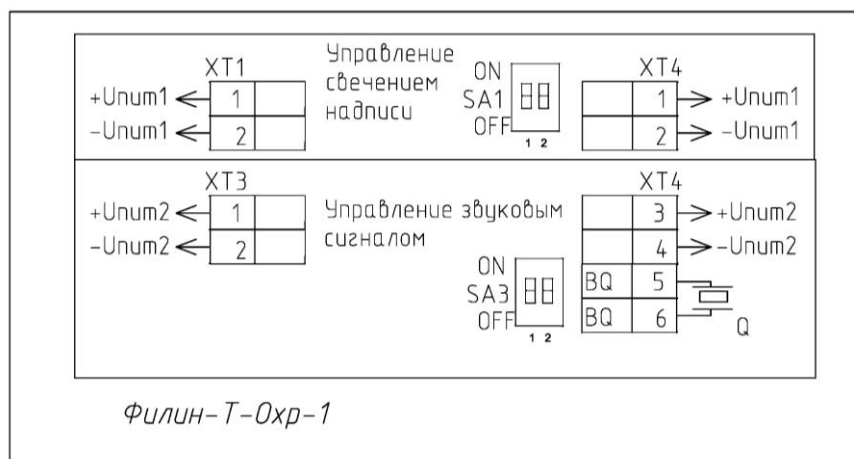 XT1
Управление
свечением
надписи
+Uпит1
1
-Uпит1
2
ON
SA1
OFF
1 2
XT4
1
+Uпит1
2
-Uпит1
XT3
+Uпит2
1
-Uпит2
2
Управление звуковым
сигналом
ON
SA3
OFF
1 2
XT4
3
+Uпит2
4
-Uпит2
BQ 5
BQ 6
Q
Филин-Т-Охр-1